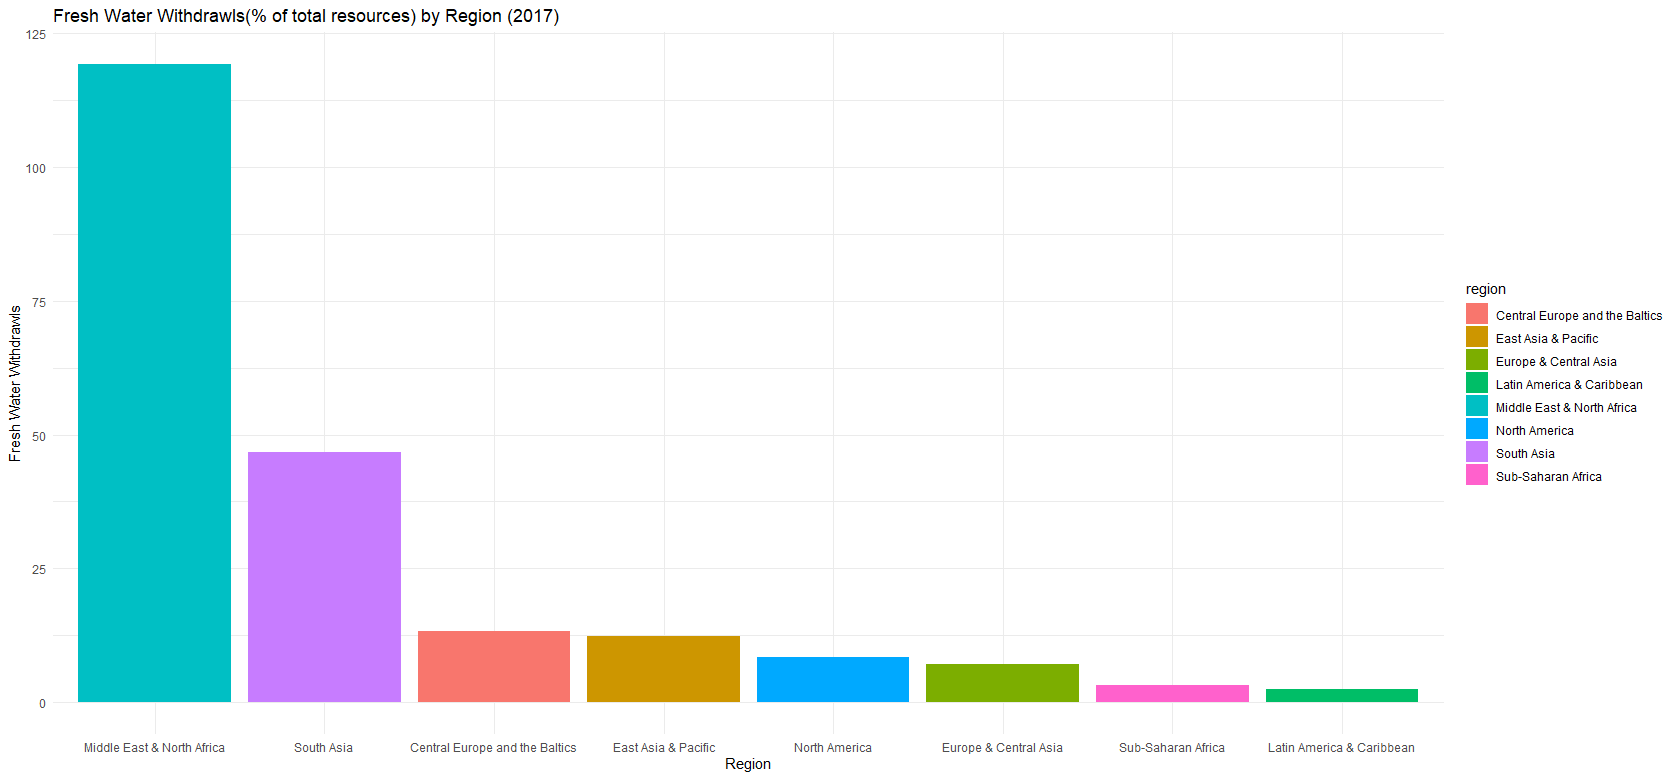 Fresh Water Withdrawls(% of total resources) by Region (2017)
125
100
75
50
25
0
Fresh Water Withdrawls
Middle East & North Africa
South Asia
Central Europe and the Baltics
East Asia & Pacific
North America
Europe & Central Asia
Sub-Saharan Africa
Latin America & Caribbean
Region
region
Central Europe and the Baltics
East Asia & Pacific
Europe & Central Asia
Latin America & Caribbean
Middle East & North Africa
North America
South Asia
Sub-Saharan Africa